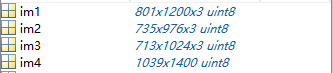 im1 801x1200x3 uint8
im2 735x976x3 uint8
im3 713x1024x3 uint8
im4 1039x1400 uint8